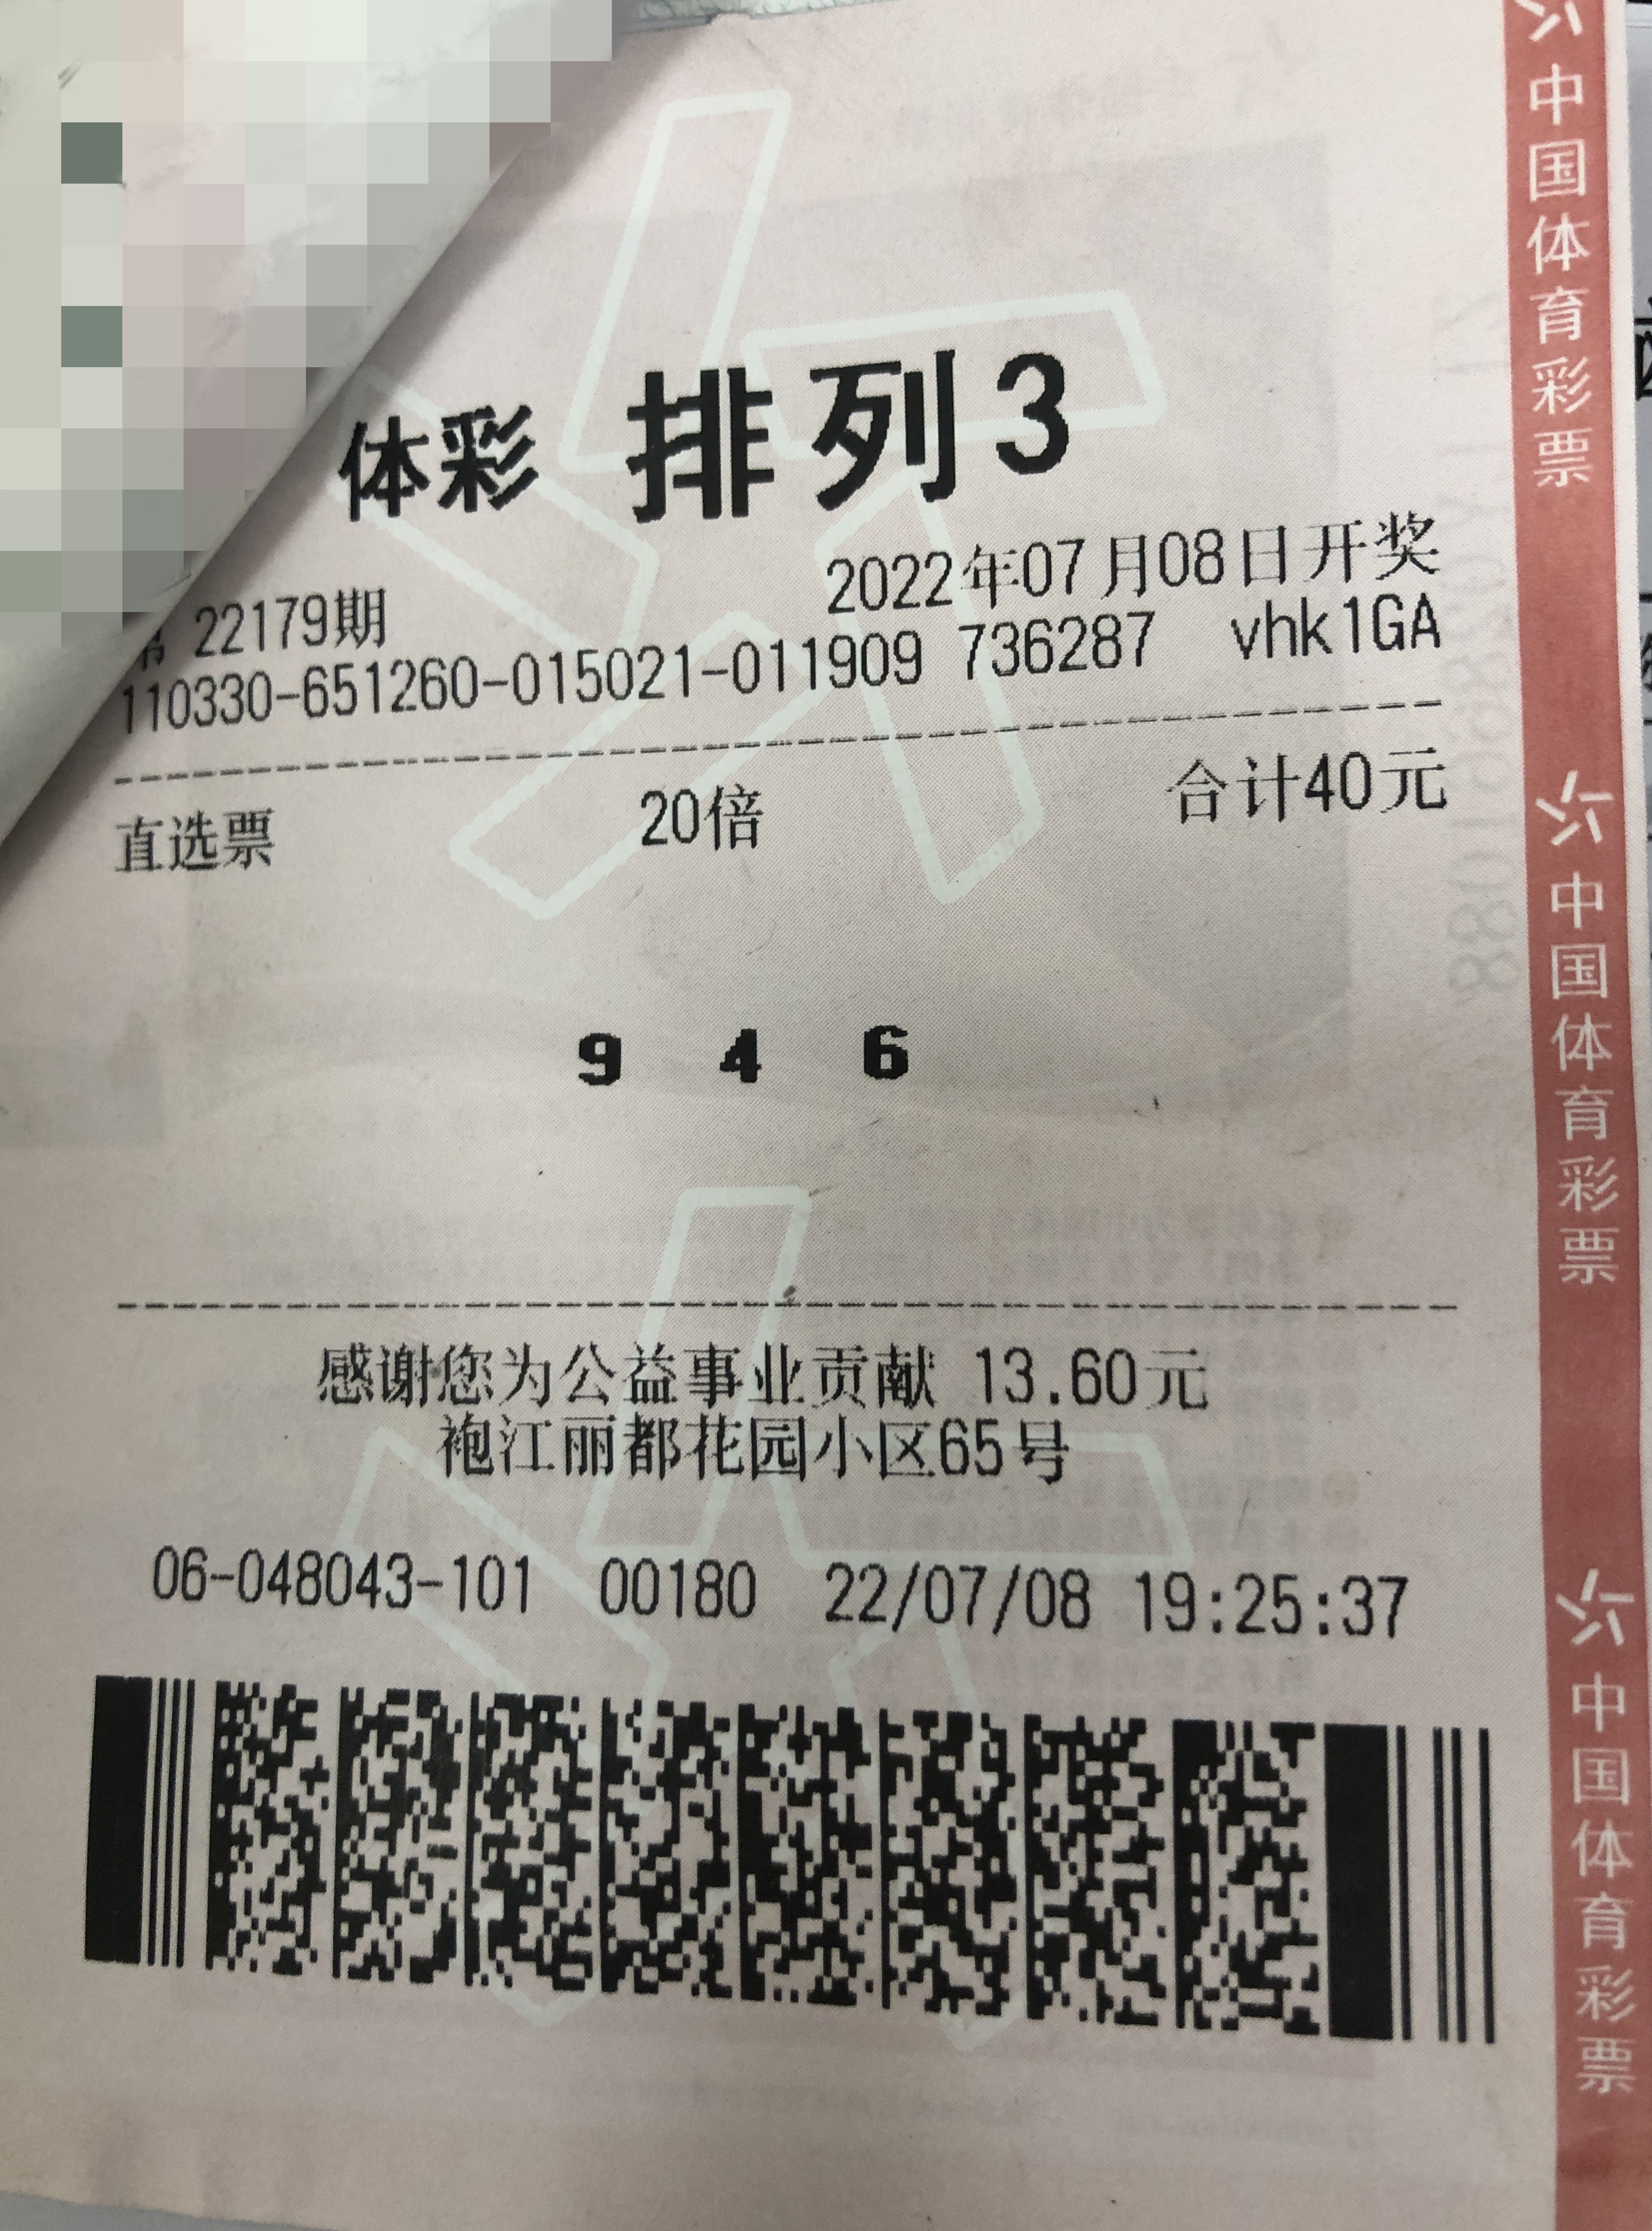 体彩 排列3
2022年07月08日开奖
22179期
110330-651260-015021-011909 736287 vhk1GA
直选票 20倍 合计40元
9 4 6
感谢您为公益事业贡献 13.60元
袍江丽都花园小区65号
06-048043-101 00180 22/07/08 19:25:37
中国体育彩票
中国体育彩票
中国体育彩票